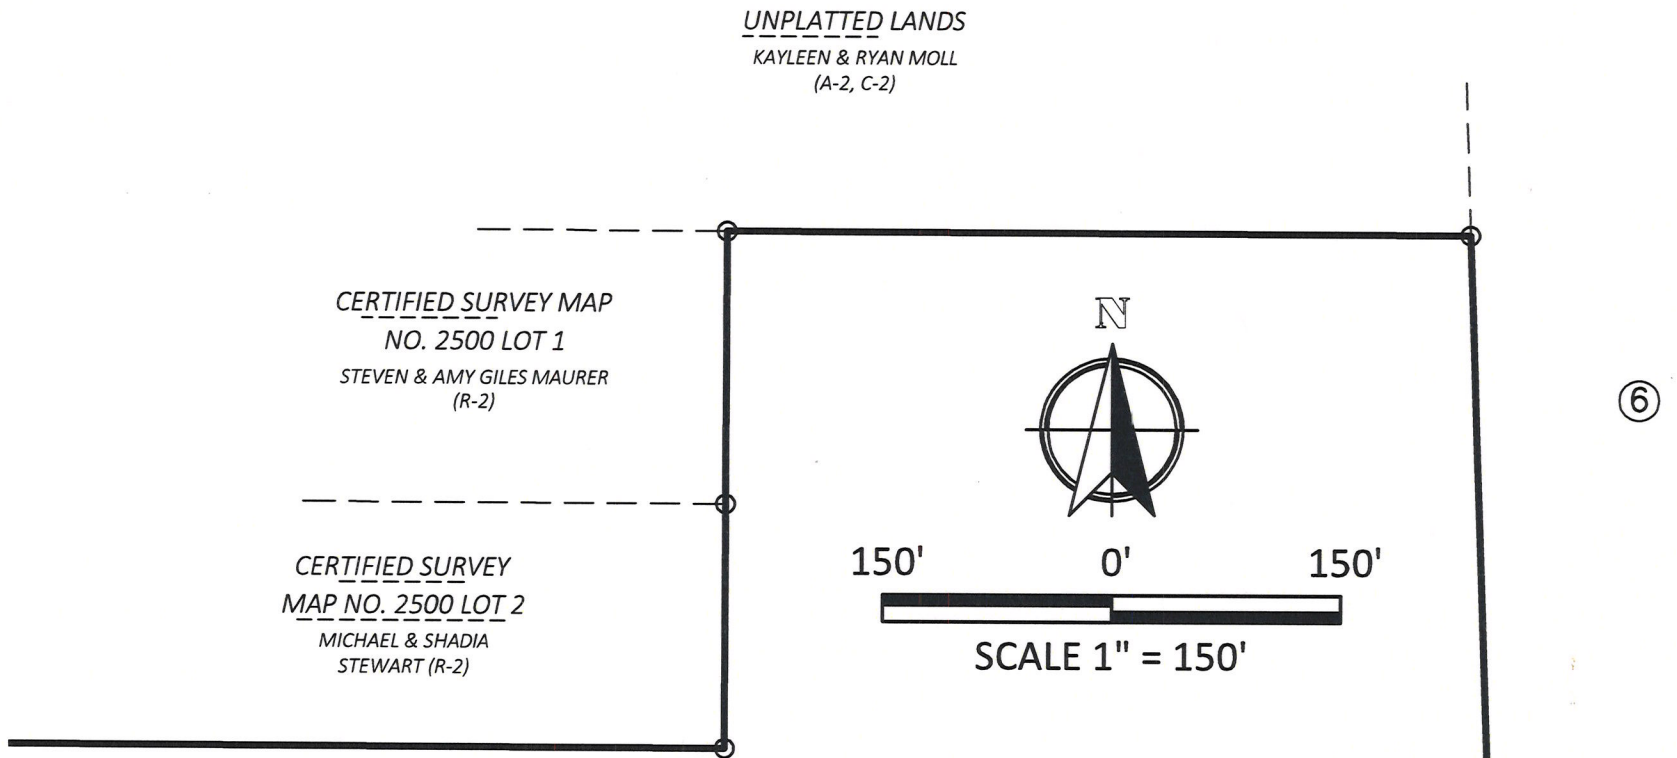 UNPLATTED LANDS
KAYLEEN & RYAN MOLL
(A-2, C-2)
CERTIFIED SURVEY MAP
NO. 2500 LOT 1
STEVEN & AMY GILES MAURER
(R-2)
N
6
150' 0' 150'
SCALE 1" = 150'
CERTIFIED SURVEY
MAP NO. 2500 LOT 2
MICHAEL & SHADIA
STEWART (R-2)